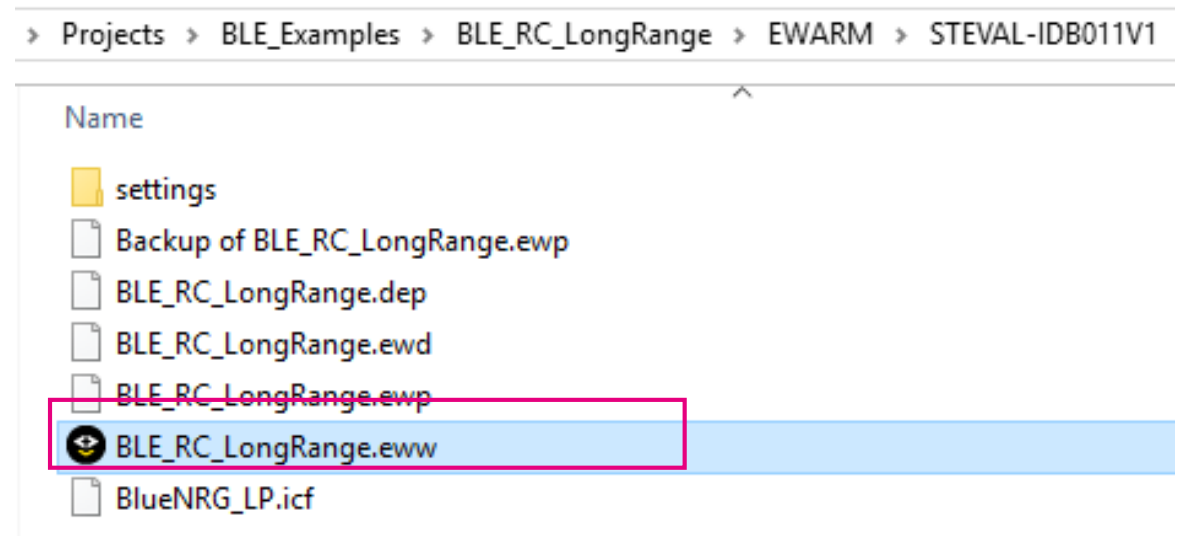 > Projects > BLE_Examples > BLE_RC_LongRange > EWARM > STEVAL-IDB011V1
Name
settings
Backup of BLE_RC_LongRange.ewp
BLE_RC_LongRange.dep
BLE_RC_LongRange.ewd
BLE_RC_LongRange.ewp
BLE_RC_LongRange.eww
BlueNRG_LP.icf